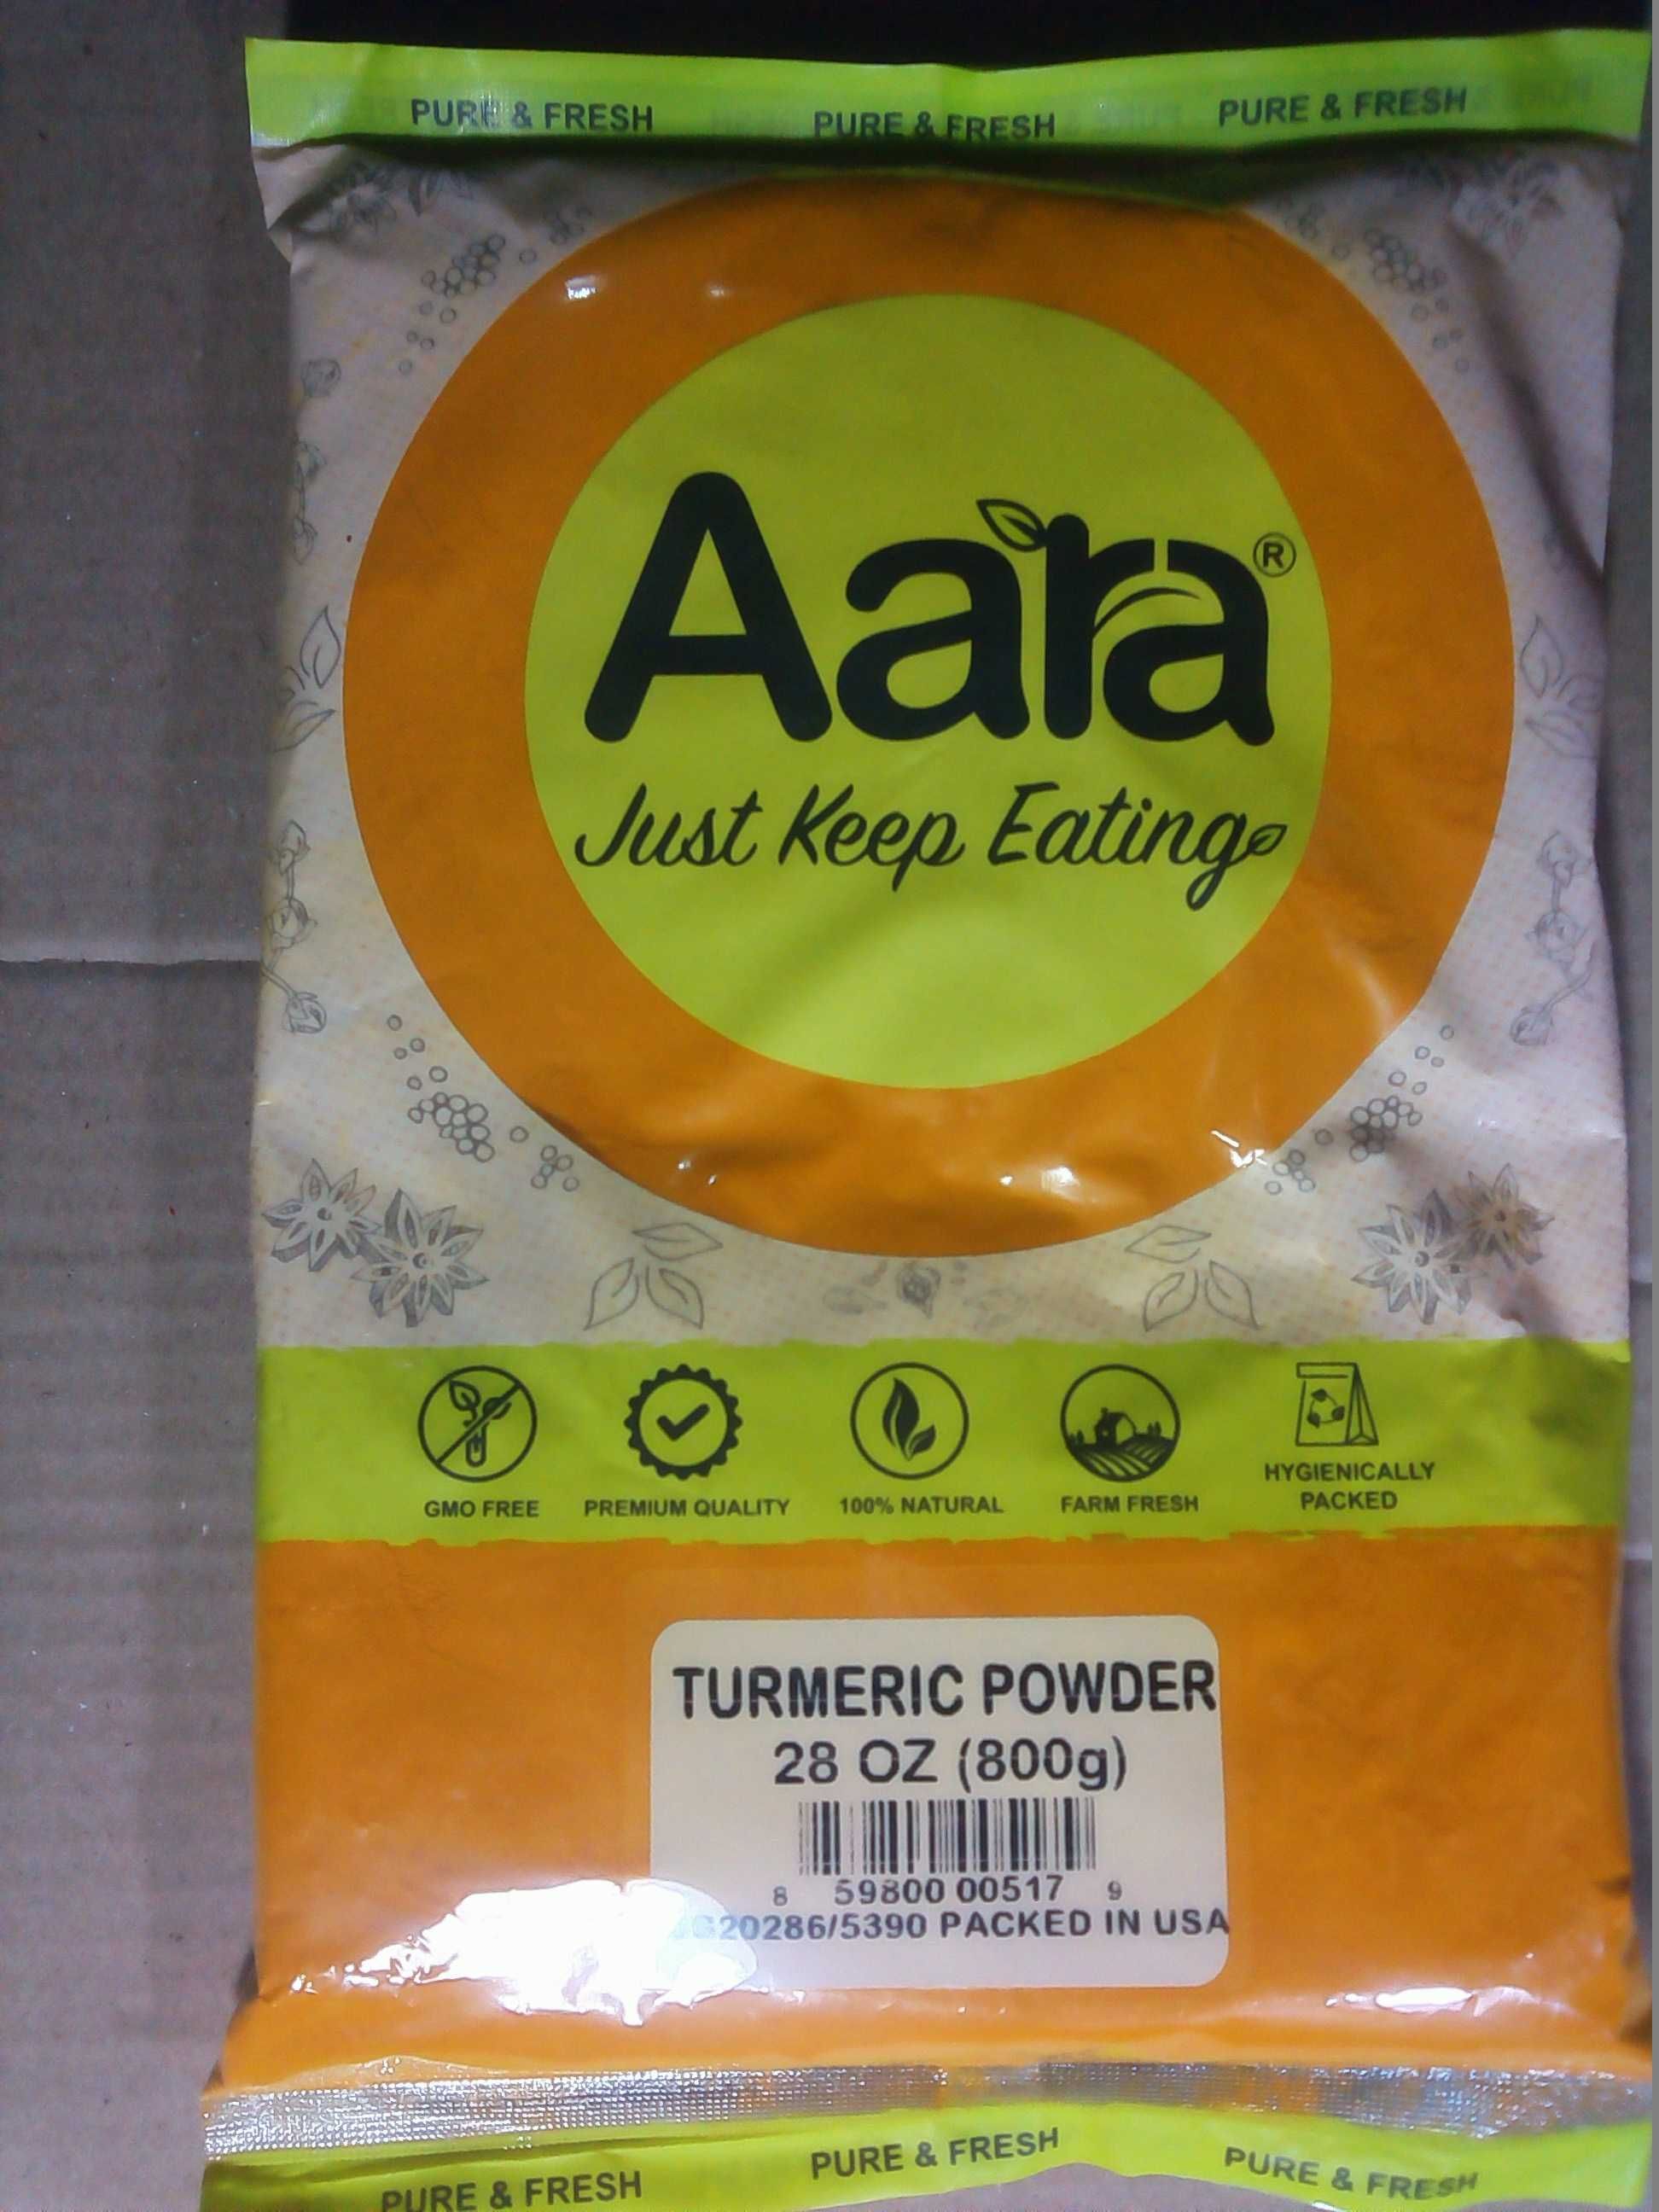 PURE & FRESH PURE & FRESH PURE & FRESH
Aara®
Just Keep Eating
GMO FREE
PREMIUM QUALITY
100% NATURAL
FARM FRESH
HYGIENICALLY
PACKED
TURMERIC POWDER
28 OZ (800g)
8 59800 00517 9
G20286/5390 PACKED IN USA
PURE & FRESH PURE & FRESH PURE & FRESH